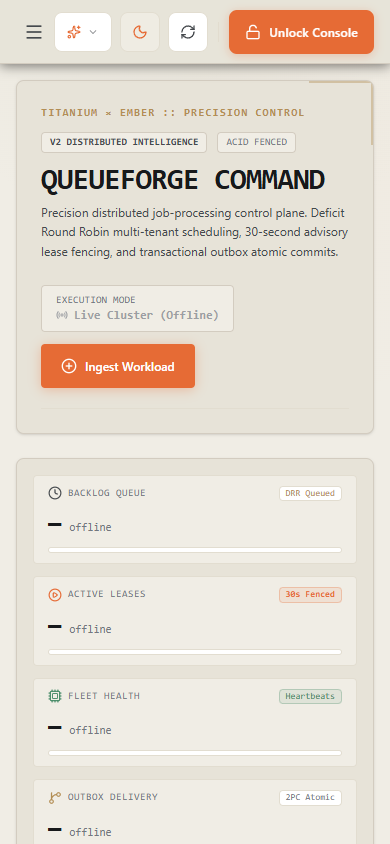 Unlock Console
TITANIUM × EMBER :: PRECISION CONTROL
V2 DISTRIBUTED INTELLIGENCE
ACID FENCED
QUEUEFORGE COMMAND
Precision distributed job-processing control plane. Deficit
Round Robin multi-tenant scheduling, 30-second advisory
lease fencing, and transactional outbox atomic commits.
EXECUTION MODE
Live Cluster (Offline)
Ingest Workload
BACKLOG QUEUE
DRR Queued
— offline
ACTIVE LEASES
30s Fenced
— offline
FLEET HEALTH
Heartbeats
— offline
OUTBOX DELIVERY
2PC Atomic
— offline